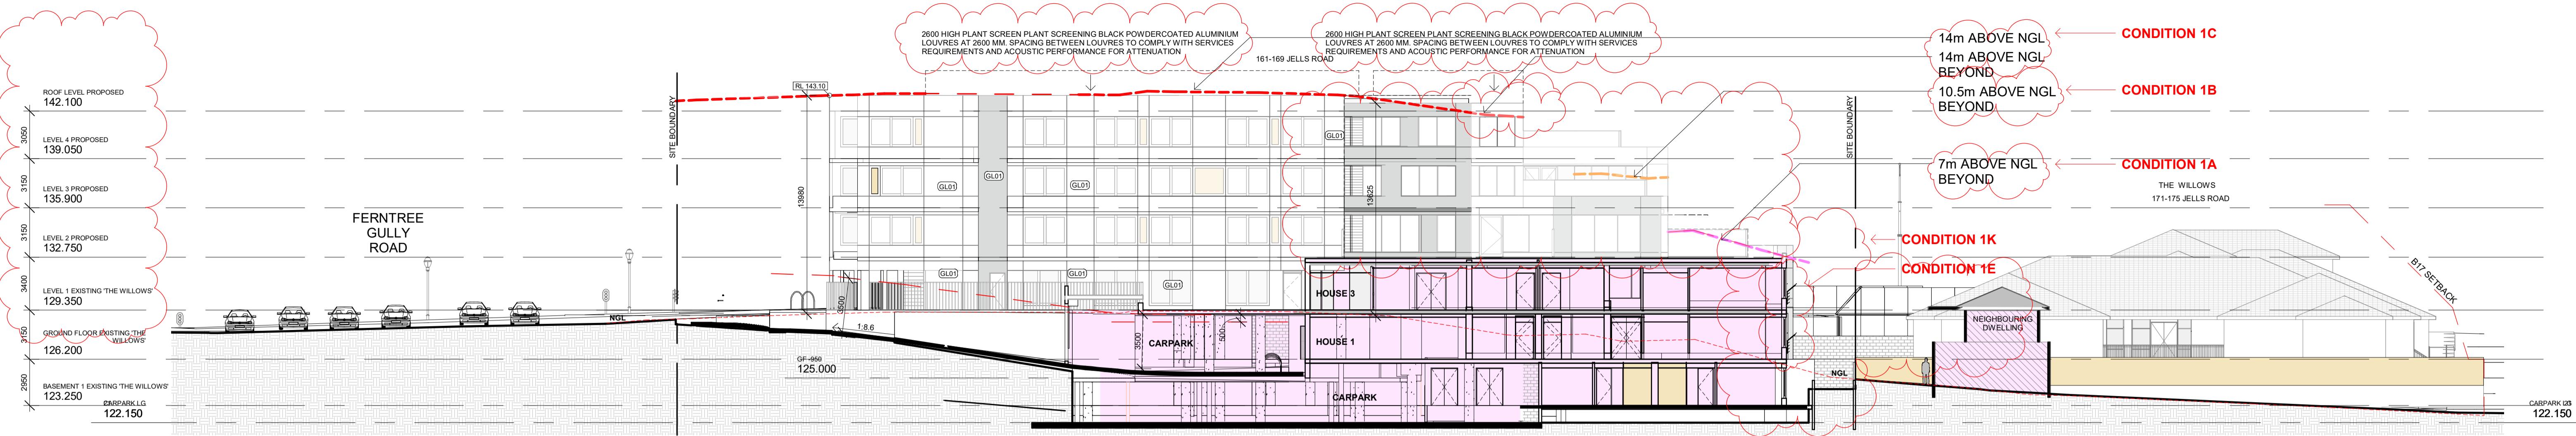 2600 HIGH PLANT SCREEN PLANT SCREENING BLACK POWDERCOATED ALUMINIUM
LOUVRES AT 2600 MM. SPACING BETWEEN LOUVRES TO COMPLY WITH SERVICES
REQUIREMENTS AND ACOUSTIC PERFORMANCE FOR ATTENUATION
2600 HIGH PLANT SCREEN PLANT SCREENING BLACK POWDERCOATED ALUMINIUM
LOUVRES AT 2600 MM. SPACING BETWEEN LOUVRES TO COMPLY WITH SERVICES
REQUIREMENTS AND ACOUSTIC PERFORMANCE FOR ATTENUATION
161-169 JELLS ROAD
14m ABOVE NGL
14m ABOVE NGL
BEYOND
10.5m ABOVE NGL
BEYOND
7m ABOVE NGL
BEYOND
CONDITION 1C
CONDITION 1B
CONDITION 1A
CONDITION 1K
CONDITION 1E
THE WILLOWS
171-175 JELLS ROAD
B17 SETBACK
ROOF LEVEL PROPOSED
142.100
3050
LEVEL 4 PROPOSED
139.050
3150
LEVEL 3 PROPOSED
135.900
3150
LEVEL 2 PROPOSED
132.750
3400
LEVEL 1 EXISTING 'THE WILLOWS'
129.350
3150
GROUND FLOOR EXISTING 'THE
WILLOWS'
126.200
2950
BASEMENT 1 EXISTING 'THE WILLOWS'
123.250
CARPARK LG
122.150
FERNTREE
GULLY
ROAD
SITE BOUNDARY
RL 143.10
13980
GL01
GL01
GL01
GL01
GL01
GL01
GL01
13625
SITE BOUNDARY
NGL
3500
1:8.6
GF -950
125.000
CARPARK
3500
500
HOUSE 3
HOUSE 1
CARPARK
NGL
NEIGHBOURING
DWELLING
CARPARK
122.150